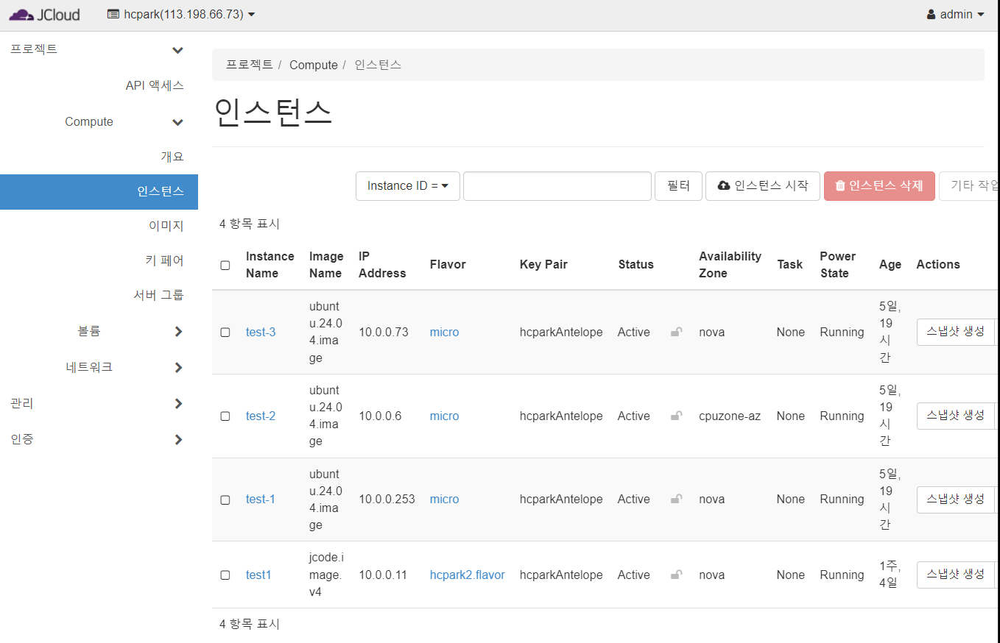 JCloud hcpark(113.198.66.73) admin
프로젝트
API 액세스
Compute
개요
인스턴스
이미지
키 페어
서버 그룹
볼륨
네트워크
관리
인증
프로젝트 / Compute / 인스턴스
인스턴스
Instance ID = 필터 인스턴스 시작 인스턴스 삭제 기타 작업
4 항목 표시
Instance Name Image Name IP Address Flavor Key Pair Status Availability Zone Task Power State Age Actions
test-3 ubuntu.24.04.image 10.0.0.73 micro hcparkAntelope Active nova None Running 5일, 19시간 스냅샷 생성
test-2 ubuntu.24.04.image 10.0.0.6 micro hcparkAntelope Active cpuzone-az None Running 5일, 19시간 스냅샷 생성
test-1 ubuntu.24.04.image 10.0.0.253 micro hcparkAntelope Active nova None Running 5일, 19시간 스냅샷 생성
test1 jcode.image.v4 10.0.0.11 hcpark2.flavor hcparkAntelope Active nova None Running 1주, 4일 스냅샷 생성
4 항목 표시